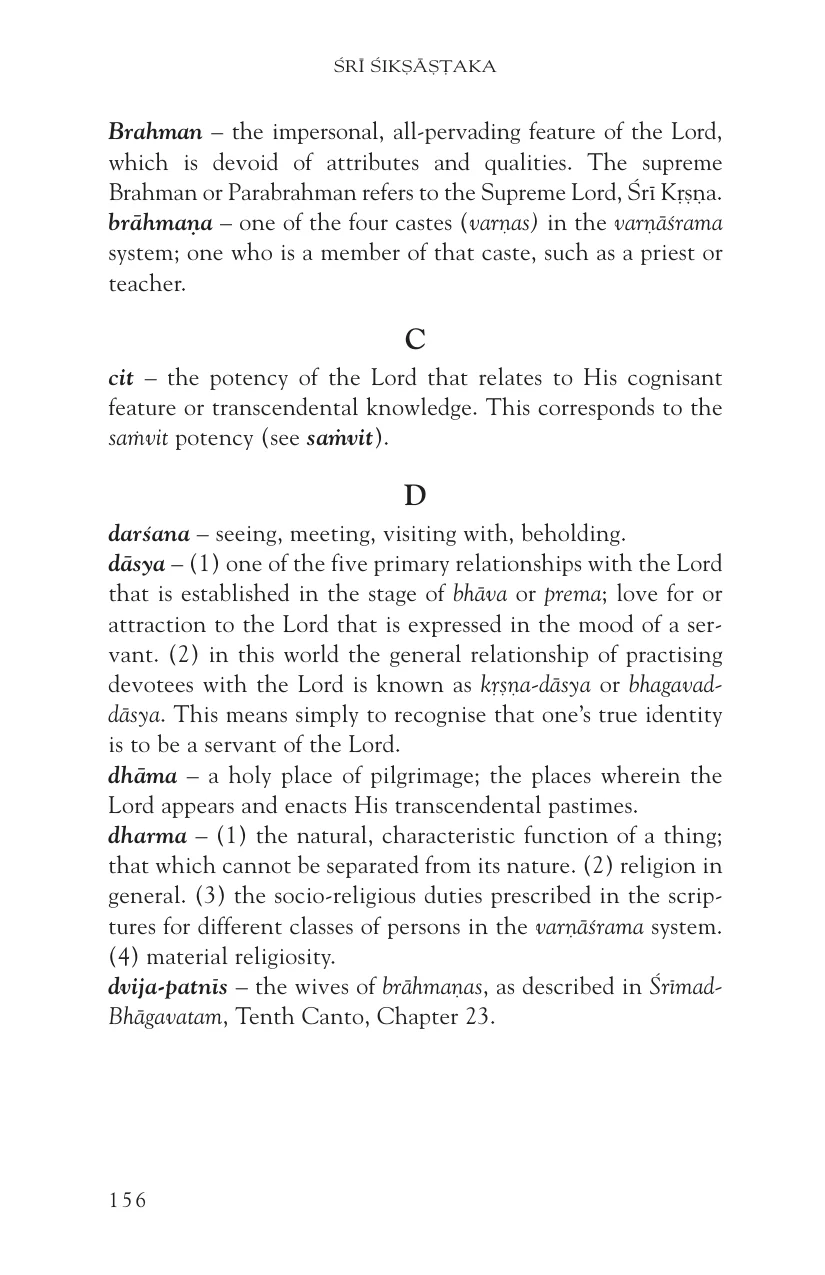 ŚRĪ ŚIKṢĀṢṬAKA
Brahman – the impersonal, all-pervading feature of the Lord,
which is devoid of attributes and qualities. The supreme
Brahman or Parabrahman refers to the Supreme Lord, Śrī Kṛṣṇa.
brāhmaṇa – one of the four castes (varṇas) in the varṇāśrama
system; one who is a member of that caste, such as a priest or
teacher.
C
cit – the potency of the Lord that relates to His cognisant
feature or transcendental knowledge. This corresponds to the
saṁvit potency (see saṁvit).
D
darśana – seeing, meeting, visiting with, beholding.
dāsya – (1) one of the five primary relationships with the Lord
that is established in the stage of bhāva or prema; love for or
attraction to the Lord that is expressed in the mood of a ser-
vant. (2) in this world the general relationship of practising
devotees with the Lord is known as kṛṣṇa-dāsya or bhagavad-
dāsya. This means simply to recognise that one’s true identity
is to be a servant of the Lord.
dhāma – a holy place of pilgrimage; the places wherein the
Lord appears and enacts His transcendental pastimes.
dharma – (1) the natural, characteristic function of a thing;
that which cannot be separated from its nature. (2) religion in
general. (3) the socio-religious duties prescribed in the scrip-
tures for different classes of persons in the varṇāśrama system.
(4) material religiosity.
dvija-patnīs – the wives of brāhmaṇas, as described in Śrīmad-
Bhāgavatam, Tenth Canto, Chapter 23.
156